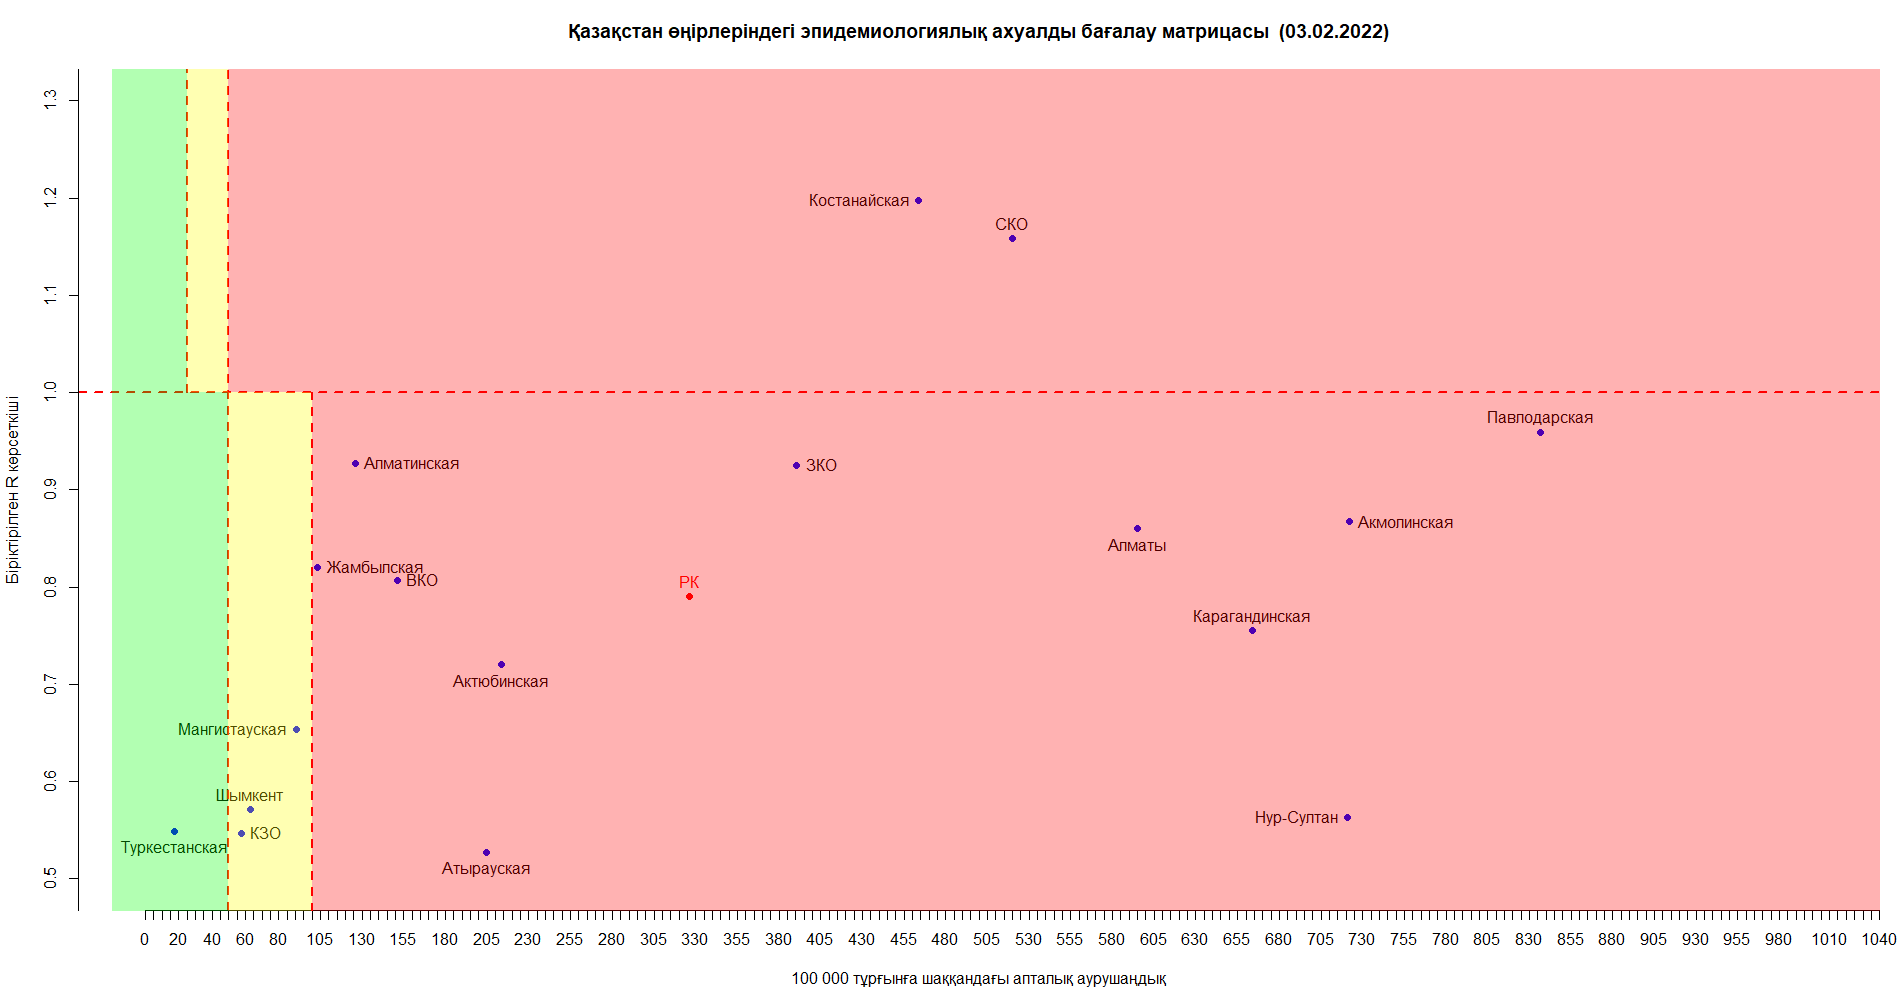 Қазақстан өңірлеріндегі эпидемиологиялық ахуалды бағалау матрицасы (03.02.2022)
Біріктірілген R көрсеткіші
1.3
1.2
1.1
1.0
0.9
0.8
0.7
0.6
0.5
Костанайская
СКО
Павлодарская
Алматинская
ЗКО
Акмолинская
Алматы
Жамбылская
ВКО
РК
Карагандинская
Актюбинская
Мангистауская
Шымкент
Нур-Султан
КЗО
Туркестанская
Атырауская
0 20 40 60 80 105 130 155 180 205 230 255 280 305 330 355 380 405 430 455 480 505 530 555 580 605 630 655 680 705 730 755 780 805 830 855 880 905 930 955 980 1010 1040
100 000 тұрғынға шаққандағы апталық аурушаңдық